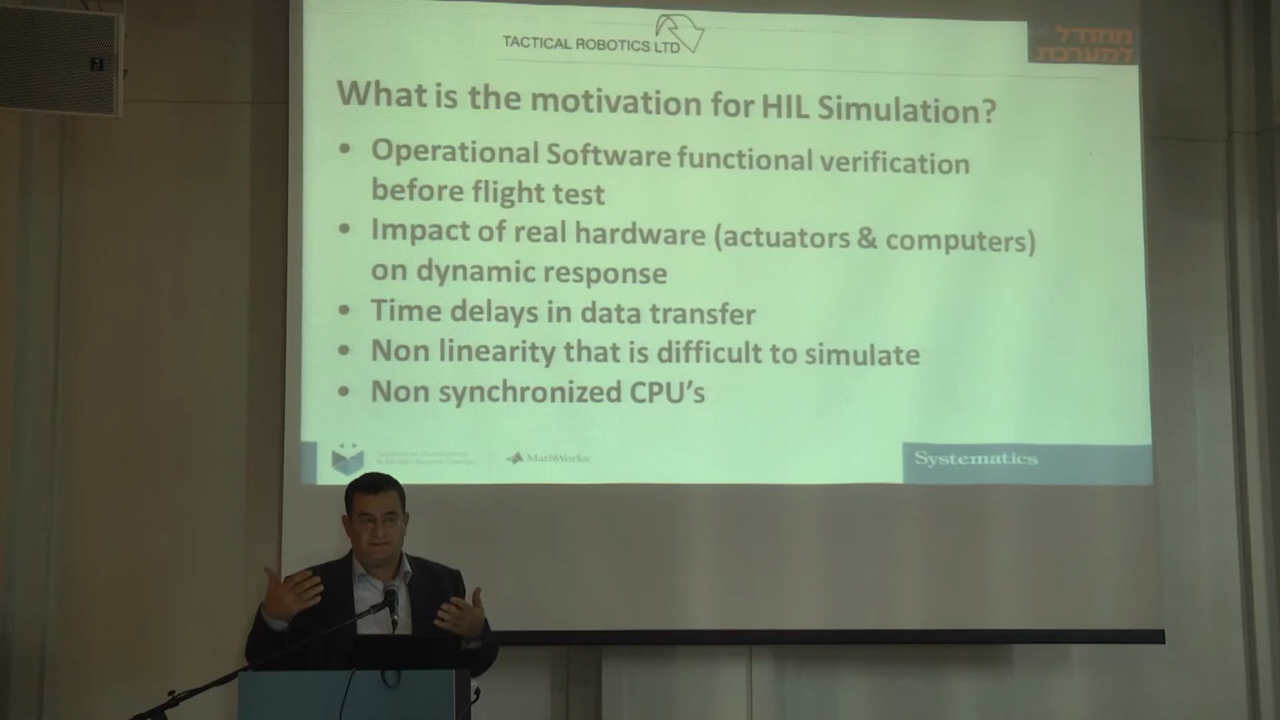 TACTICAL ROBOTICS LTD
ממודל
למערכת
What is the motivation for HIL Simulation?
• Operational Software functional verification
before flight test
• Impact of real hardware (actuators & computers)
on dynamic response
• Time delays in data transfer
• Non linearity that is difficult to simulate
• Non synchronized CPU's
MathWorks
Systematics